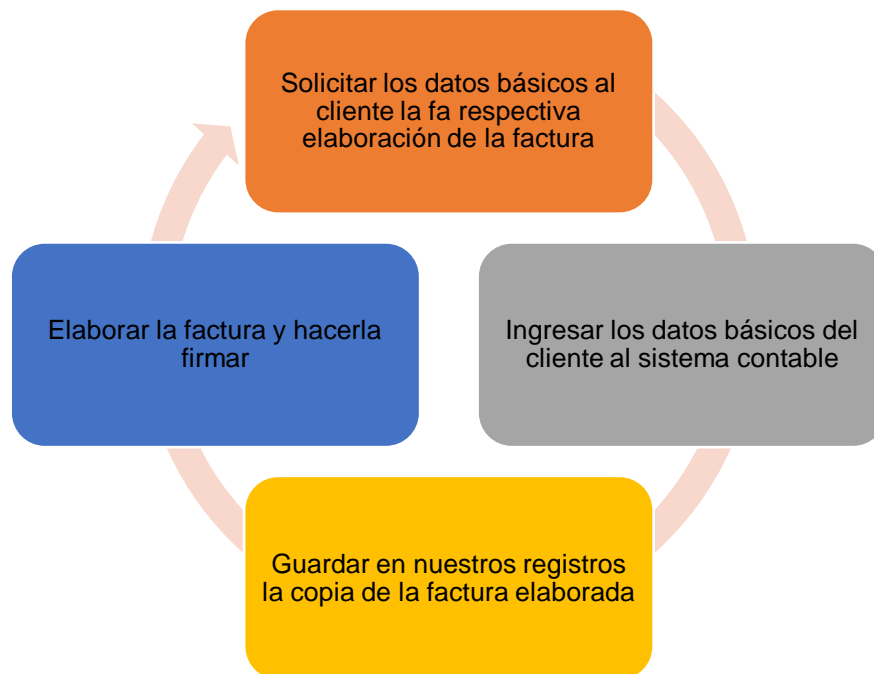 Solicitar los datos básicos al
cliente la fa respectiva
elaboración de la factura
Elaborar la factura y hacerla
firmar
Ingresar los datos básicos del
cliente al sistema contable
Guardar en nuestros registros
la copia de la factura elaborada